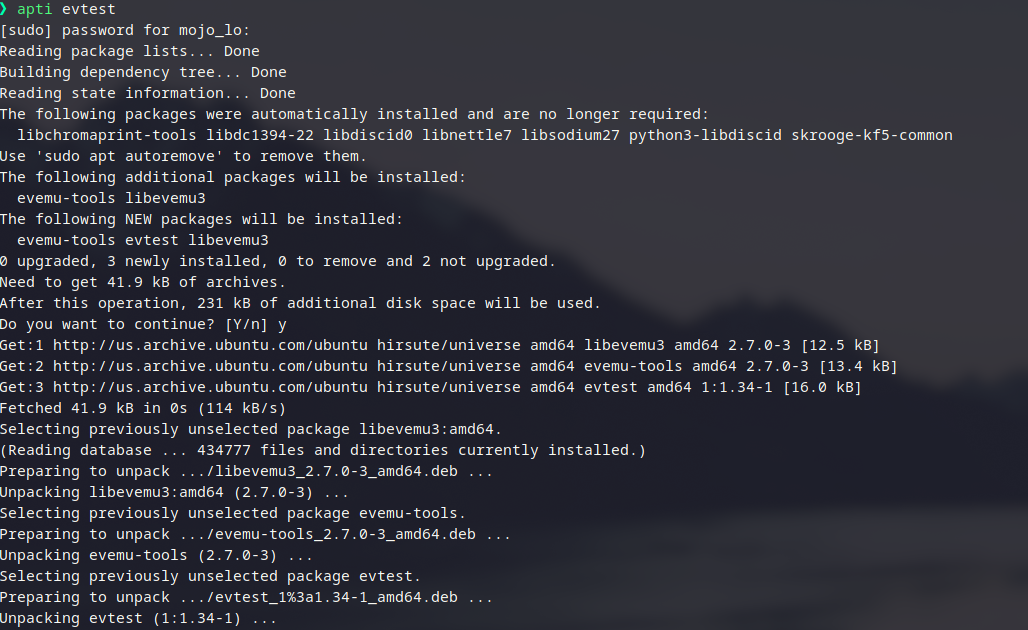 ❯ apti evtest
[sudo] password for mojo_lo:
Reading package lists... Done
Building dependency tree... Done
Reading state information... Done
The following packages were automatically installed and are no longer required:
  libchromaprint-tools libdc1394-22 libdiscid0 libnettle7 libsodium27 python3-libdiscid skrooge-kf5-common
Use 'sudo apt autoremove' to remove them.
The following additional packages will be installed:
  evemu-tools libevemu3
The following NEW packages will be installed:
  evemu-tools evtest libevemu3
0 upgraded, 3 newly installed, 0 to remove and 2 not upgraded.
Need to get 41.9 kB of archives.
After this operation, 231 kB of additional disk space will be used.
Do you want to continue? [Y/n] y
Get:1 http://us.archive.ubuntu.com/ubuntu hirsute/universe amd64 libevemu3 amd64 2.7.0-3 [12.5 kB]
Get:2 http://us.archive.ubuntu.com/ubuntu hirsute/universe amd64 evemu-tools amd64 2.7.0-3 [13.4 kB]
Get:3 http://us.archive.ubuntu.com/ubuntu hirsute/universe amd64 evtest amd64 1:1.34-1 [16.0 kB]
Fetched 41.9 kB in 0s (114 kB/s)
Selecting previously unselected package libevemu3:amd64.
(Reading database ... 434777 files and directories currently installed.)
Preparing to unpack .../libevemu3_2.7.0-3_amd64.deb ...
Unpacking libevemu3:amd64 (2.7.0-3) ...
Selecting previously unselected package evemu-tools.
Preparing to unpack .../evemu-tools_2.7.0-3_amd64.deb ...
Unpacking evemu-tools (2.7.0-3) ...
Selecting previously unselected package evtest.
Preparing to unpack .../evtest_1%3a1.34-1_amd64.deb ...
Unpacking evtest (1:1.34-1) ...